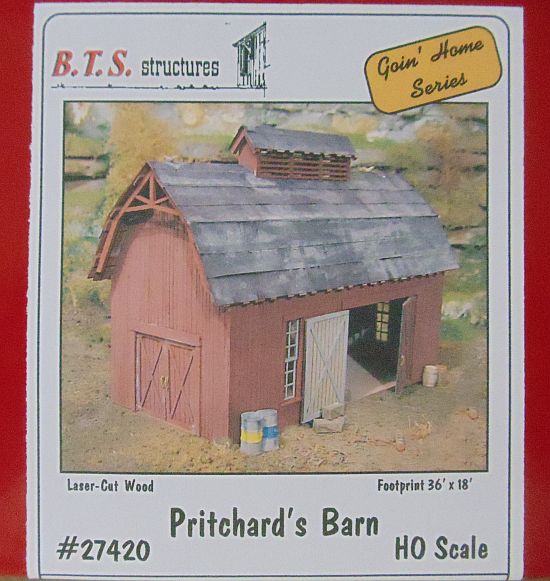 B.T.S. structures
Goin' Home
Series
Laser-Cut Wood
Footprint 36' x 18'
Pritchard's Barn
#27420
HO Scale